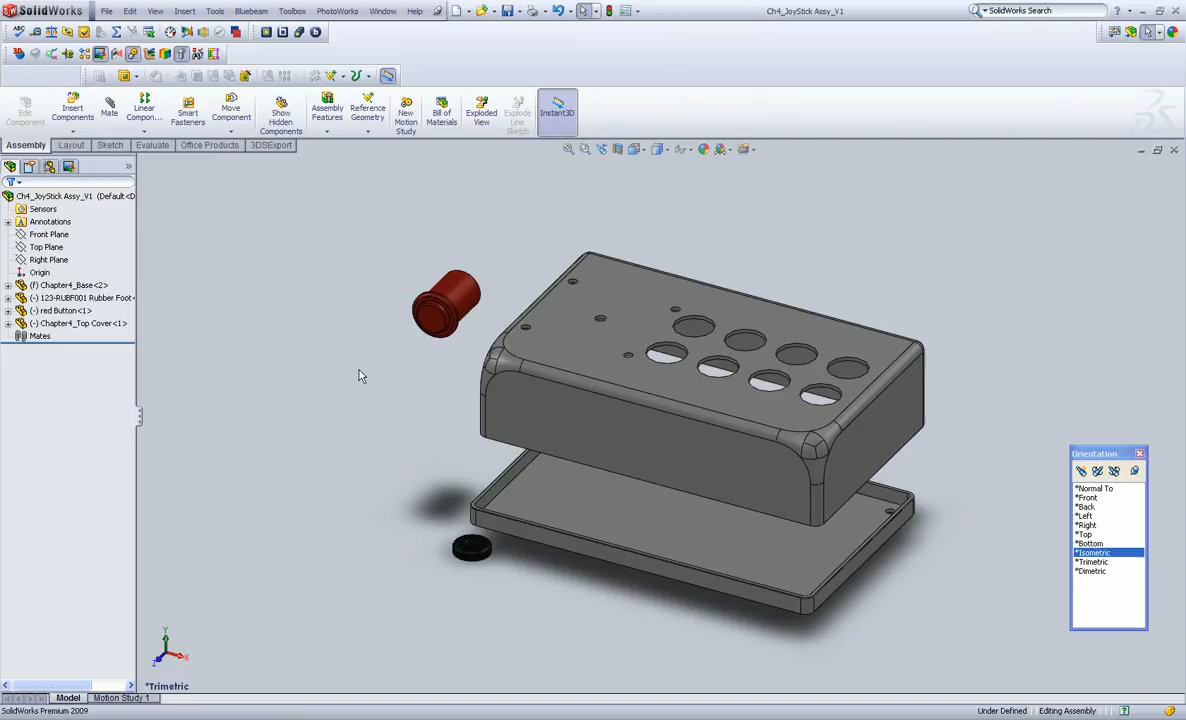 SolidWorks
File Edit View Insert Tools Bluebeam Toolbox PhotoWorks Window Help
Ch4_JoyStick Assy_V1
SolidWorks Search
Edit Component
Insert Components
Mate
Linear Compon...
Smart Fasteners
Move Component
Show Hidden Components
Assembly Features
Reference Geometry
New Motion Study
Bill of Materials
Exploded View
Explode Line Sketch
Instant3D
Assembly Layout Sketch Evaluate Office Products 3DSExport
Ch4_JoyStick Assy_V1 (Default<D
Sensors
Annotations
Front Plane
Top Plane
Right Plane
Origin
(f) Chapter4_Base<2>
(-) 123-RUBF001 Rubber Foot<
(-) red Button<1>
(-) Chapter4_Top Cover<1>
Mates
Orientation
*Normal To
*Front
*Back
*Left
*Right
*Top
*Bottom
*Isometric
*Trimetric
*Dimetric
Y
Z
X
*Trimetric
Model Motion Study 1
SolidWorks Premium 2009
Under Defined
Editing Assembly